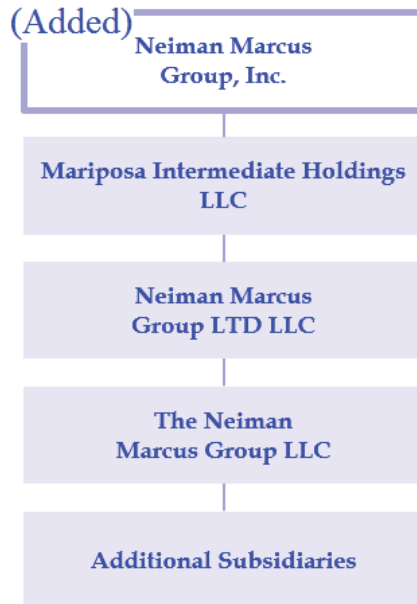 (Added)
Neiman Marcus
Group, Inc.
Mariposa Intermediate Holdings
LLC
Neiman Marcus
Group LTD LLC
The Neiman
Marcus Group LLC
Additional Subsidiaries